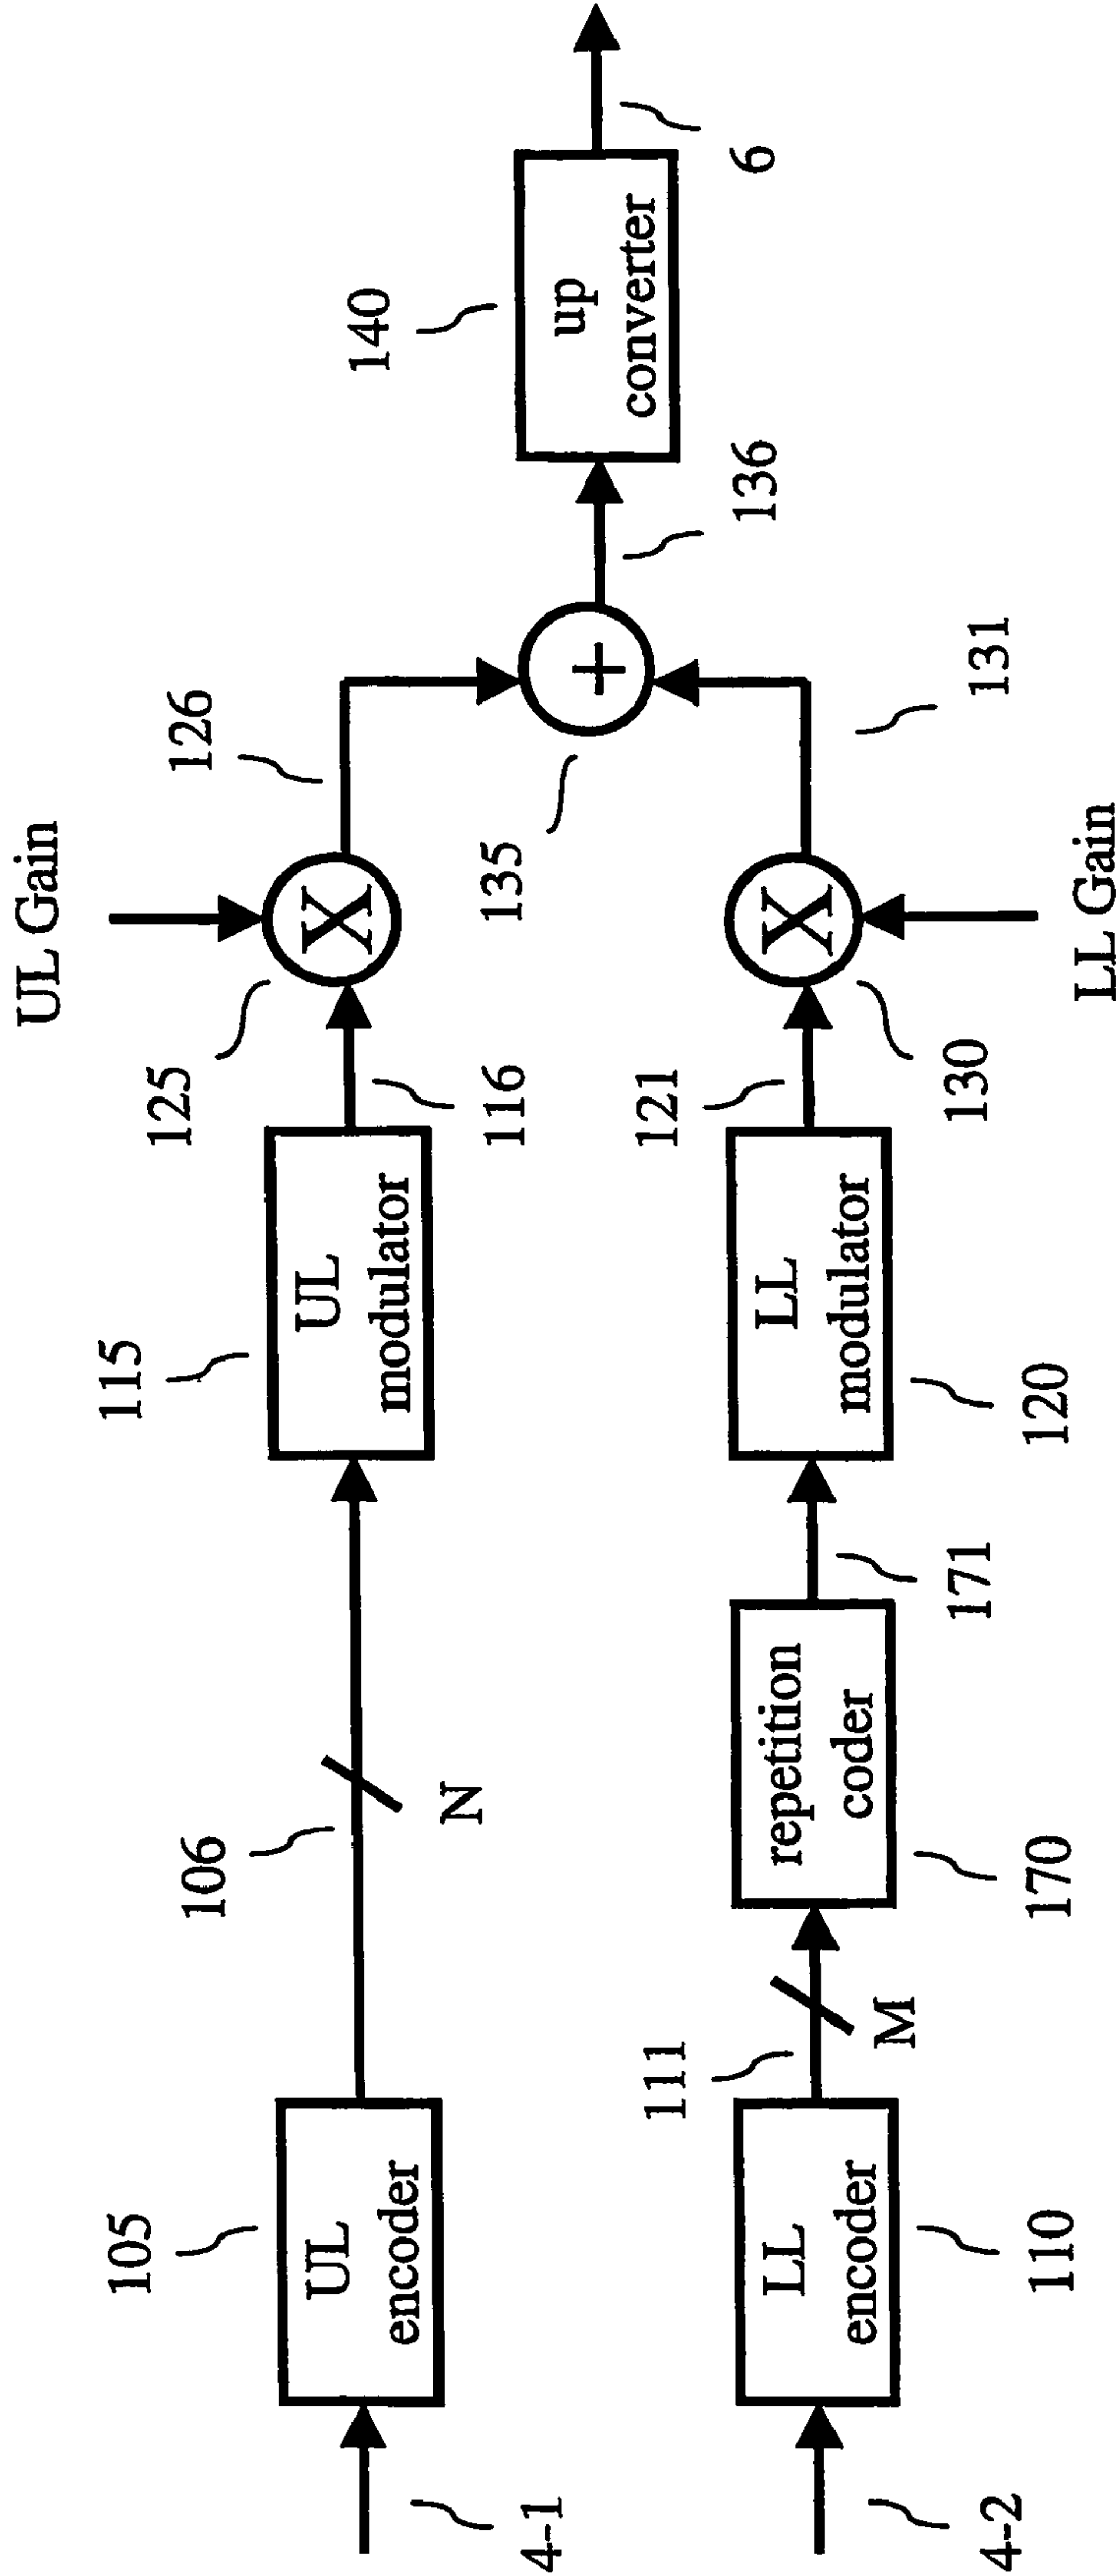 UL Gain
105
106
115
125
126
140
UL
encoder
N
UL
modulator
116
X
135
+
136
up
converter
6
4-1
111
121
131
LL
encoder
M
repetition
coder
171
LL
modulator
X
4-2
110
170
120
130
LL Gain